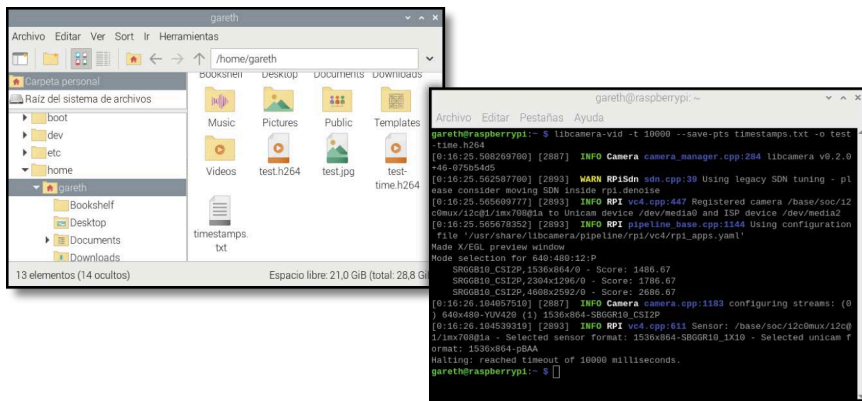 gareth
Archivo Editar Ver Sort Ir Herramientas
/home/gareth
Carpeta personal
Raíz del sistema de archivos
boot
dev
etc
home
gareth
Bookshelf
Desktop
Documents
Downloads
Bookshelf Desktop Documents Downloads
Music Pictures Public Templates
Videos test.h264 test.jpg test-
time.h264
timestamps.
txt
13 elementos (14 ocultos)
Espacio libre: 21,0 GiB (total: 28,8 Gi
gareth@raspberrypi: ~
Archivo Editar Pestañas Ayuda
gareth@raspberrypi:~ $ libcamera-vid -t 10000 --save-pts timestamps.txt -o test
-time.h264
[0:16:25.508269700] [2887] INFO Camera camera_manager.cpp:284 libcamera v0.2.0
+46-075b54d5
[0:16:25.562587700] [2893] WARN RPiSdn sdn.cpp:39 Using legacy SDN tuning - pl
ease consider moving SDN inside rpi.denoise
[0:16:25.565609777] [2893] INFO RPI vc4.cpp:447 Registered camera /base/soc/i2
c0mux/i2c@1/imx708@1a to Unicam device /dev/media0 and ISP device /dev/media2
[0:16:25.565678352] [2893] INFO RPI pipeline_base.cpp:1144 Using configuration
file '/usr/share/libcamera/pipeline/rpi/vc4/rpi_apps.yaml'
Made X/EGL preview window
Mode selection for 640:480:12:P
SRGGB10_CSI2P,1536x864/0 - Score: 1486.67
SRGGB10_CSI2P,2304x1296/0 - Score: 1786.67
SRGGB10_CSI2P,4608x2592/0 - Score: 2686.67
[0:16:26.104057510] [2887] INFO Camera camera.cpp:1183 configuring streams: (0
) 640x480-YUV420 (1) 1536x864-SBGGR10_CSI2P
[0:16:26.104539319] [2893] INFO RPI vc4.cpp:611 Sensor: /base/soc/i2c0mux/i2c@
1/imx708@1a - Selected sensor format: 1536x864-SBGGR10_1X10 - Selected unicam f
ormat: 1536x864-pBAA
Halting: reached timeout of 10000 milliseconds.
gareth@raspberrypi:~ $